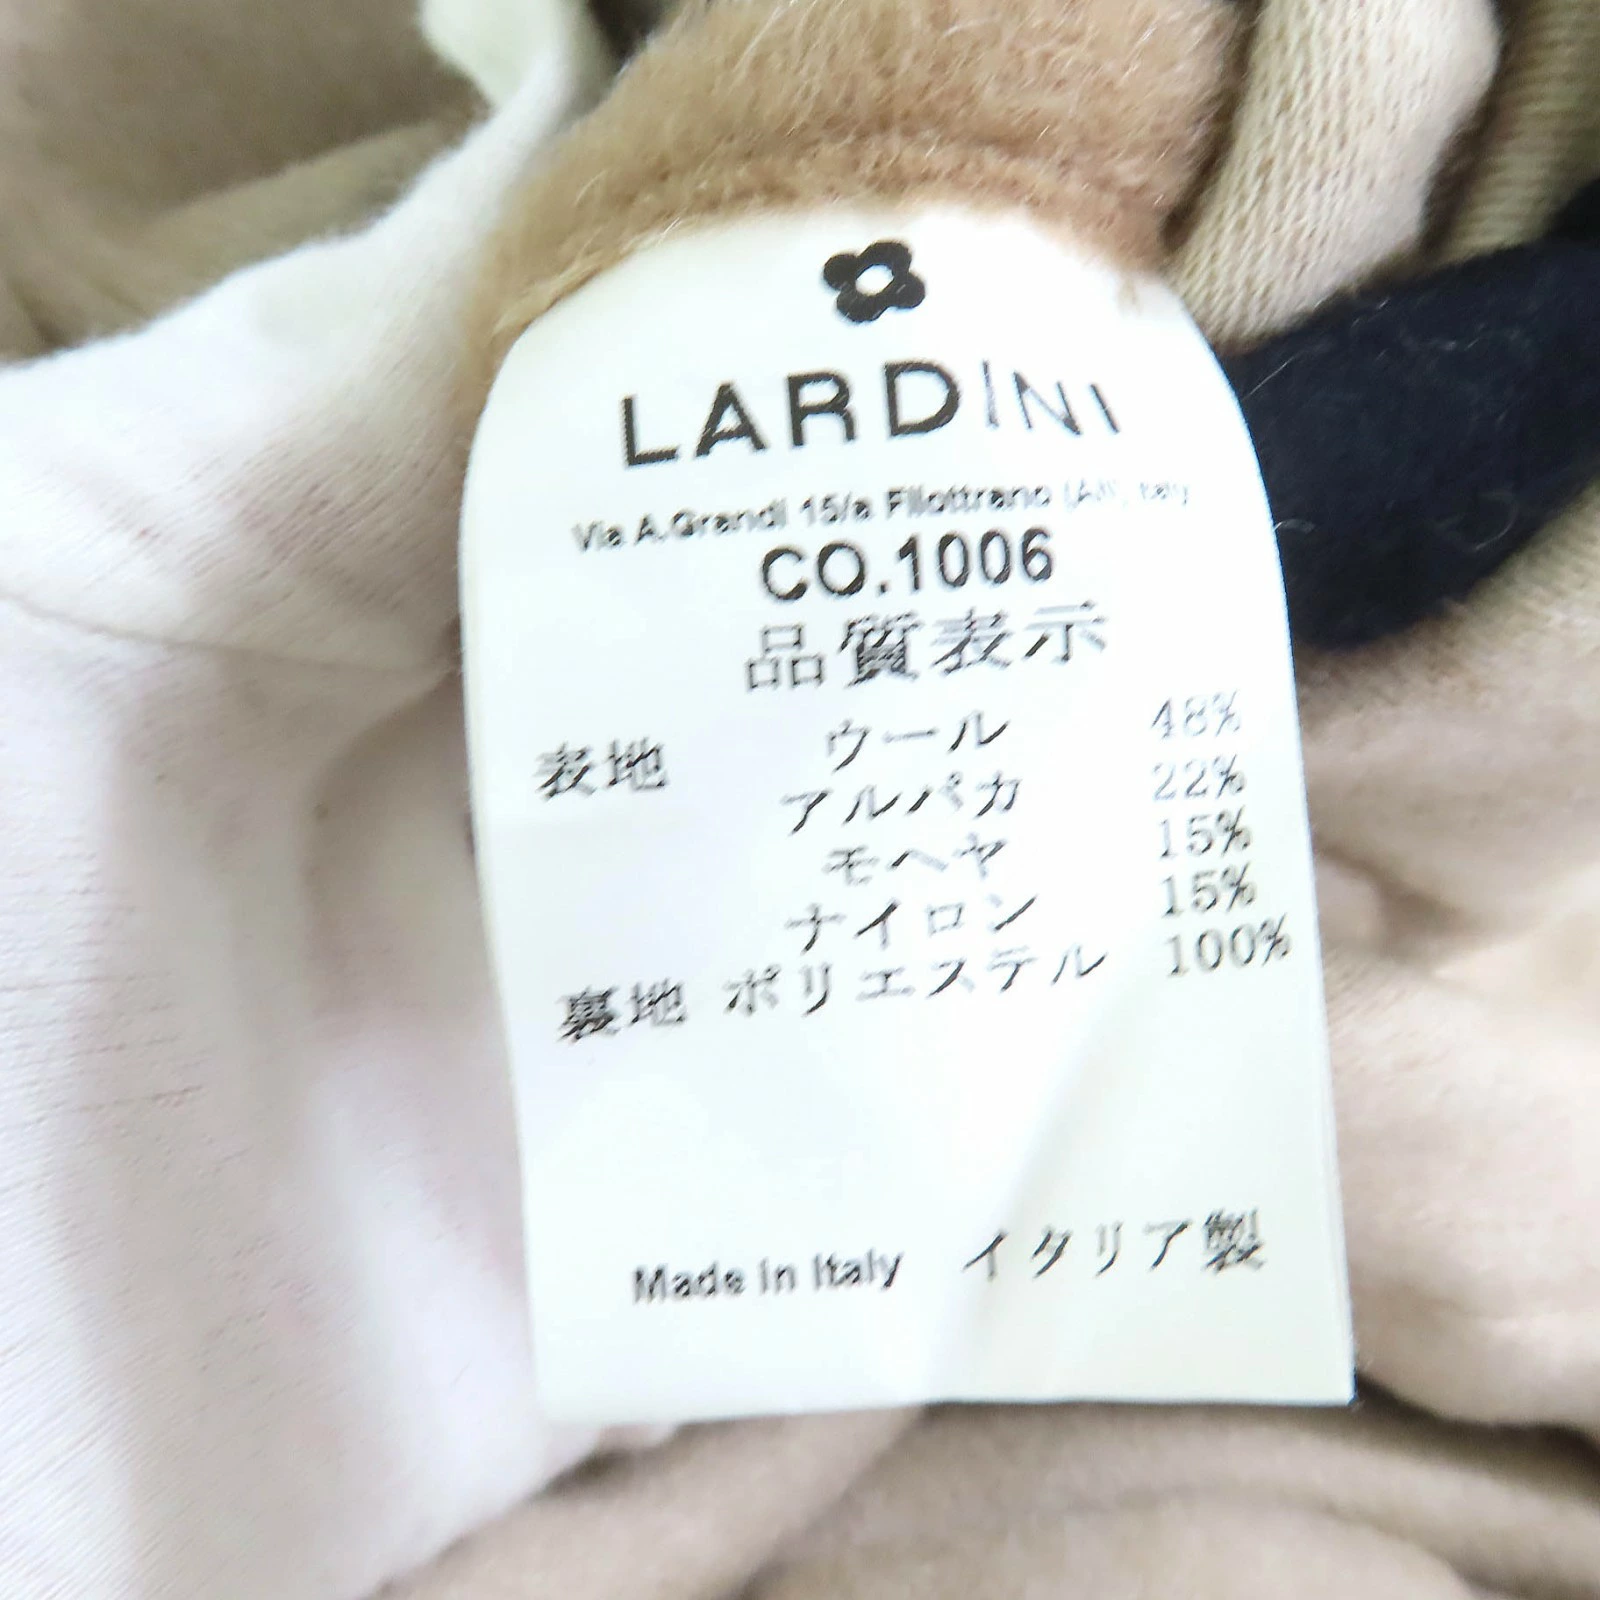 LARDINI
Via A.Grandi 15/a Filottrano (AN) Italy
CO.1006
品質表示
表地 ウール 48%
アルパカ 22%
モヘヤ 15%
ナイロン 15%
裏地 ポリエステル 100%
Made in Italy イタリア製